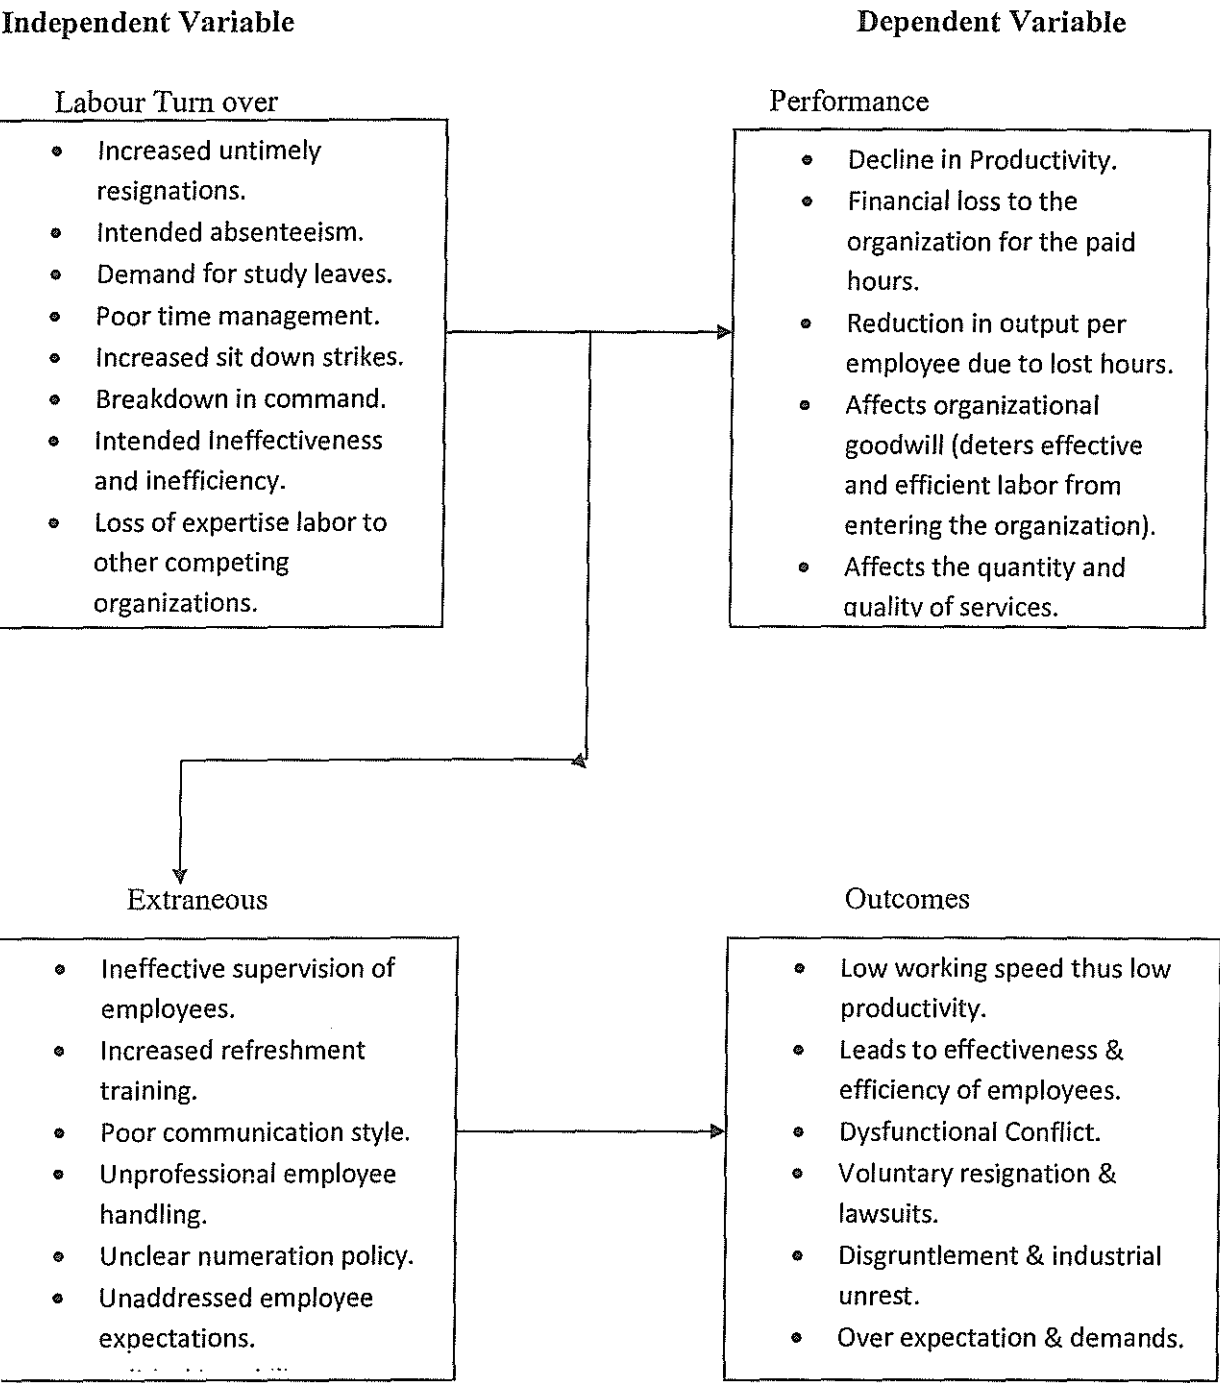 Independent Variable
Dependent Variable
Labour Turn over
• Increased untimely
resignations.
• Intended absenteeism.
• Demand for study leaves.
• Poor time management.
• Increased sit down strikes.
• Breakdown in command.
• Intended Ineffectiveness
and inefficiency.
• Loss of expertise labor to
other competing
organizations.
Performance
• Decline in Productivity.
• Financial loss to the
organization for the paid
hours.
• Reduction in output per
employee due to lost hours.
• Affects organizational
goodwill (deters effective
and efficient labor from
entering the organization).
• Affects the quantity and
quality of services.
Extraneous
• Ineffective supervision of
employees.
• Increased refreshment
training.
• Poor communication style.
• Unprofessional employee
handling.
• Unclear numeration policy.
• Unaddressed employee
expectations.
Outcomes
• Low working speed thus low
productivity.
• Leads to effectiveness &
efficiency of employees.
• Dysfunctional Conflict.
• Voluntary resignation &
lawsuits.
• Disgruntlement & industrial
unrest.
• Over expectation & demands.